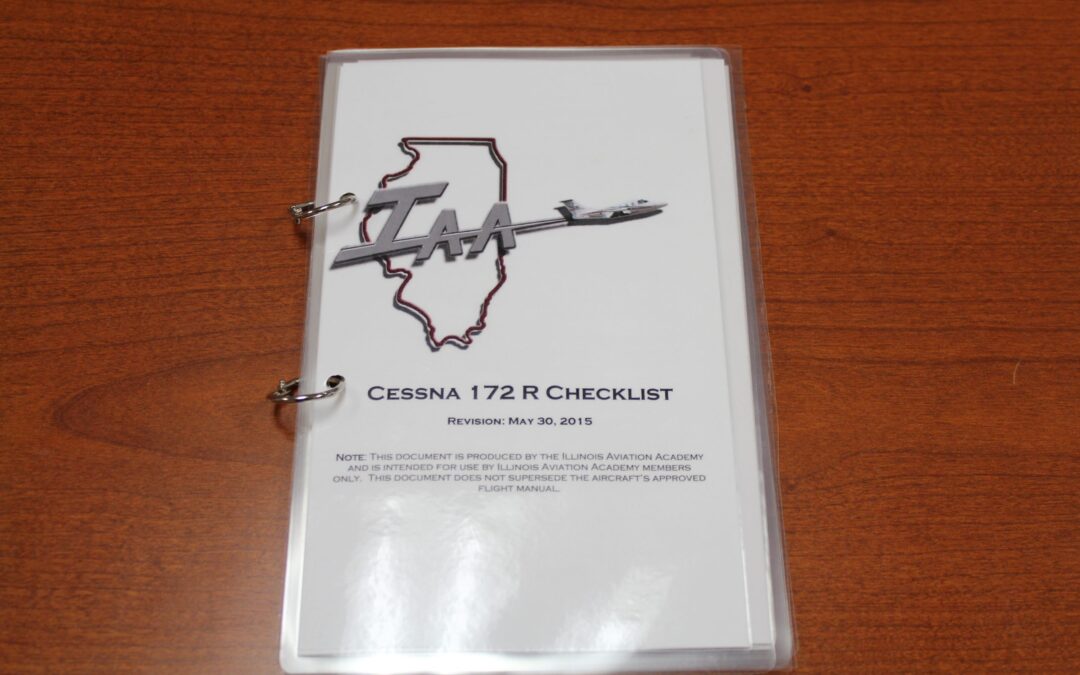 IAA
Cessna 172 R Checklist
Revision: May 30, 2015
Note: This document is produced by the Illinois Aviation Academy
and is intended for use by Illinois Aviation Academy members
only. This document does not supersede the aircraft's approved
flight manual.